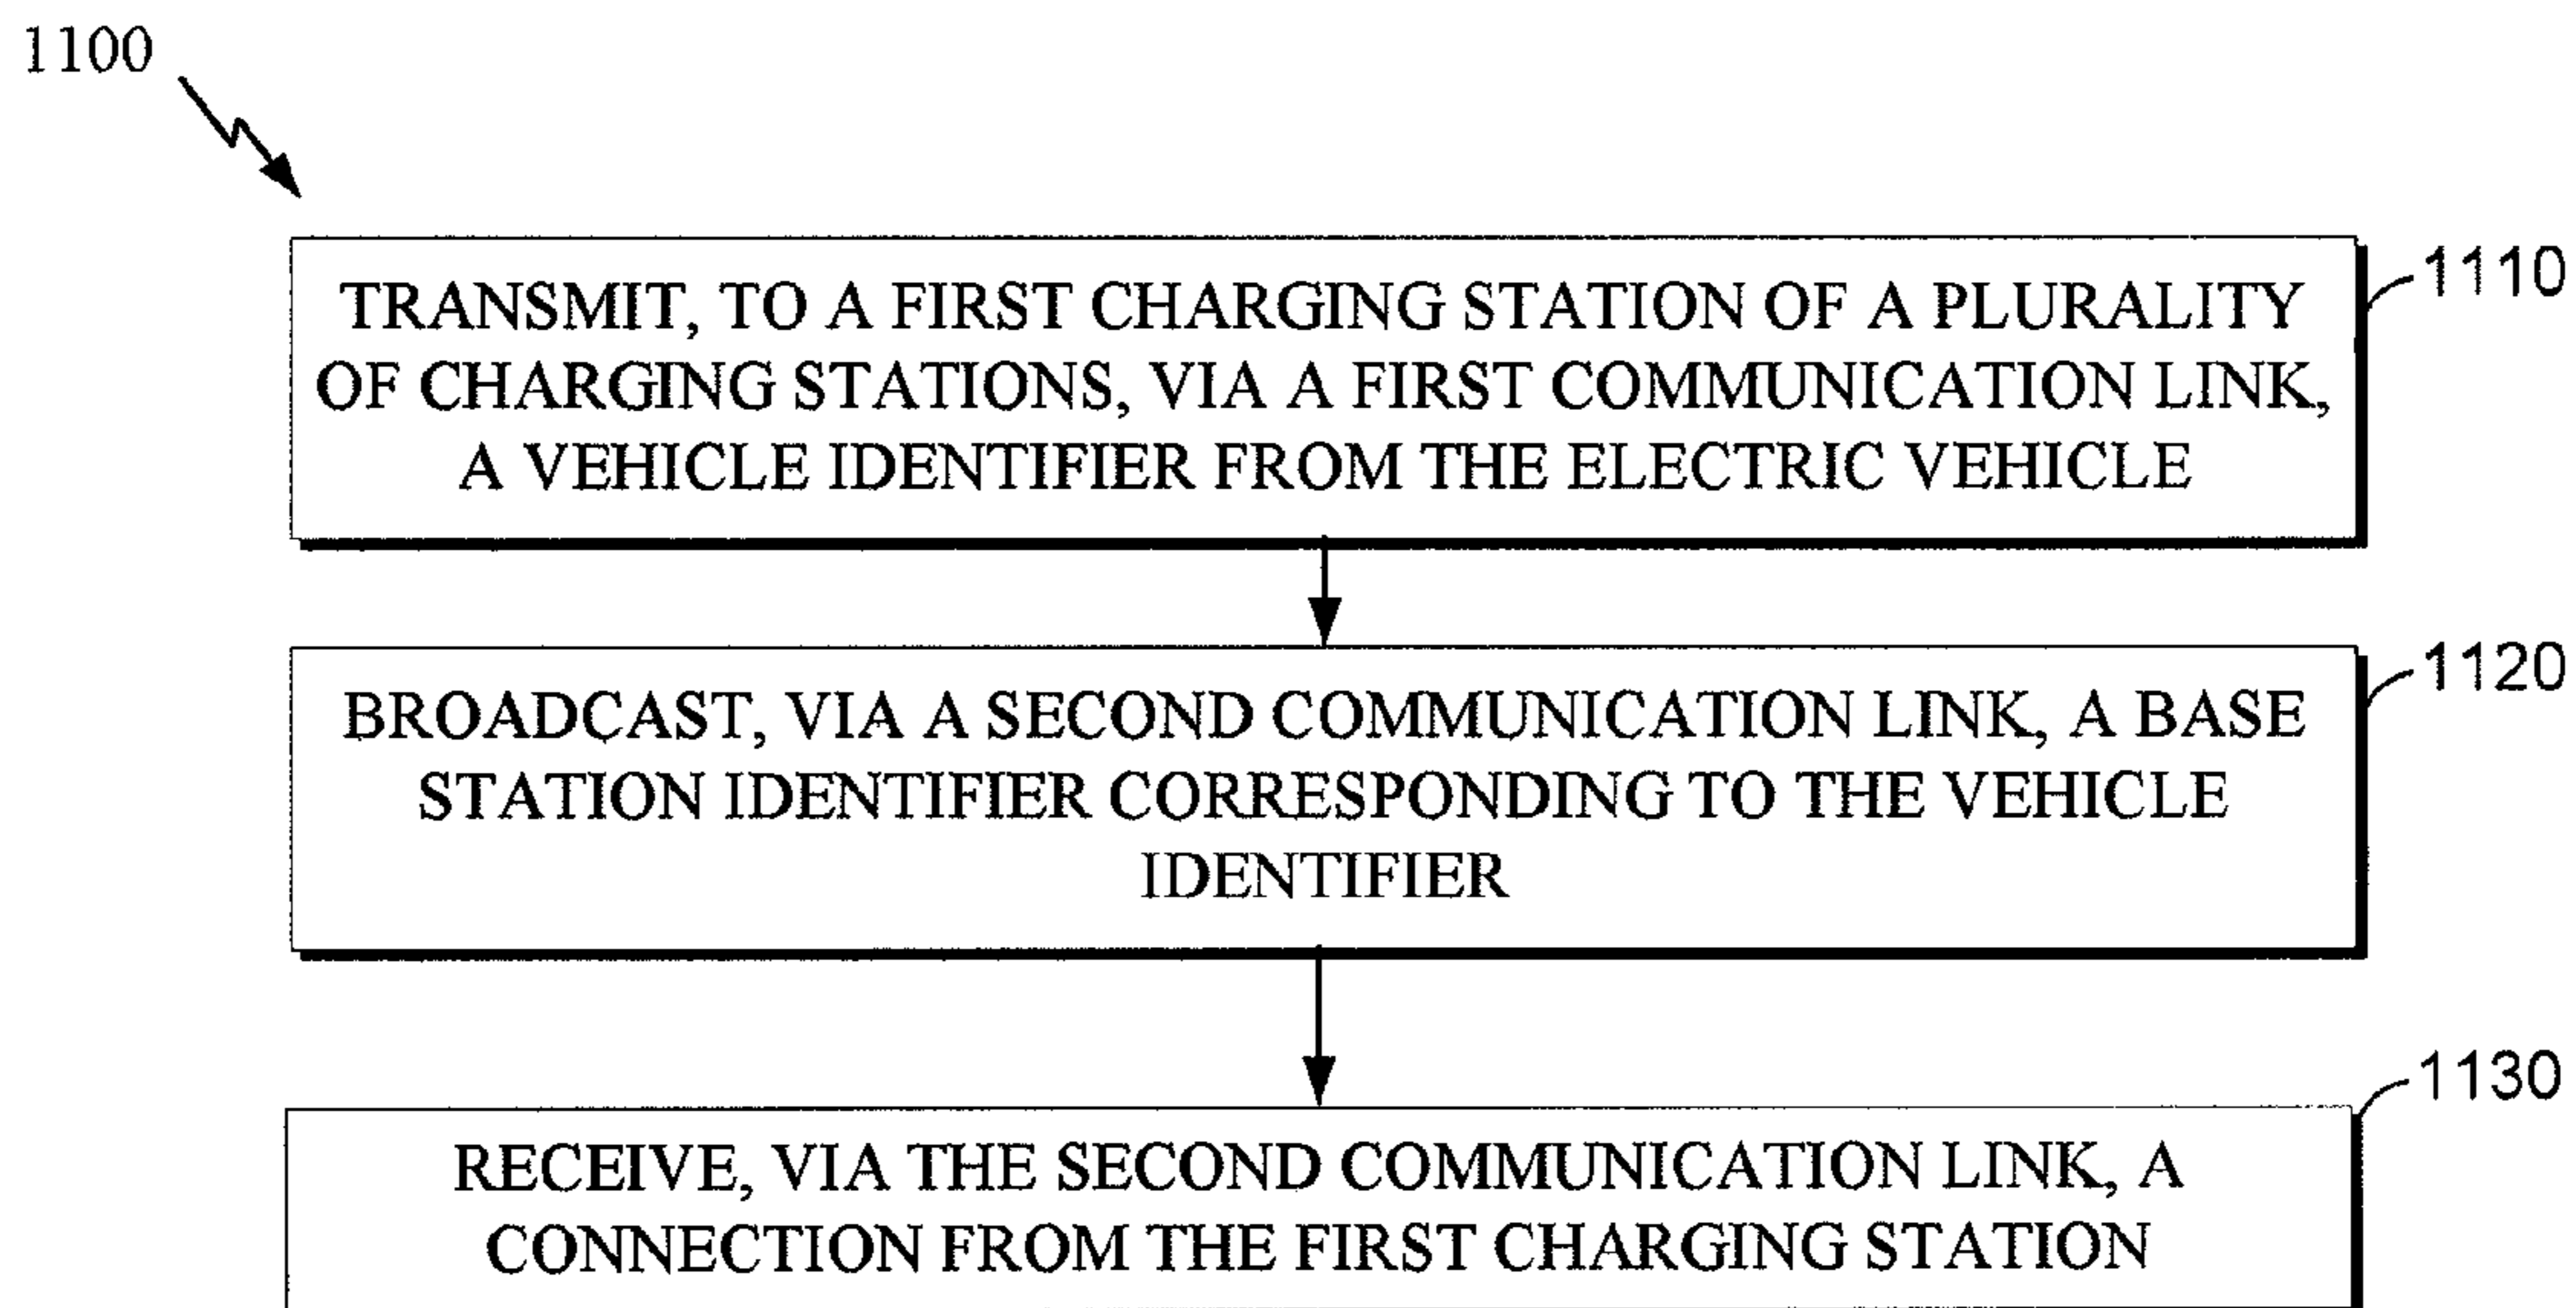 1100
TRANSMIT, TO A FIRST CHARGING STATION OF A PLURALITY
OF CHARGING STATIONS, VIA A FIRST COMMUNICATION LINK,
A VEHICLE IDENTIFIER FROM THE ELECTRIC VEHICLE
1110
BROADCAST, VIA A SECOND COMMUNICATION LINK, A BASE
STATION IDENTIFIER CORRESPONDING TO THE VEHICLE
IDENTIFIER
1120
RECEIVE, VIA THE SECOND COMMUNICATION LINK, A
CONNECTION FROM THE FIRST CHARGING STATION
1130